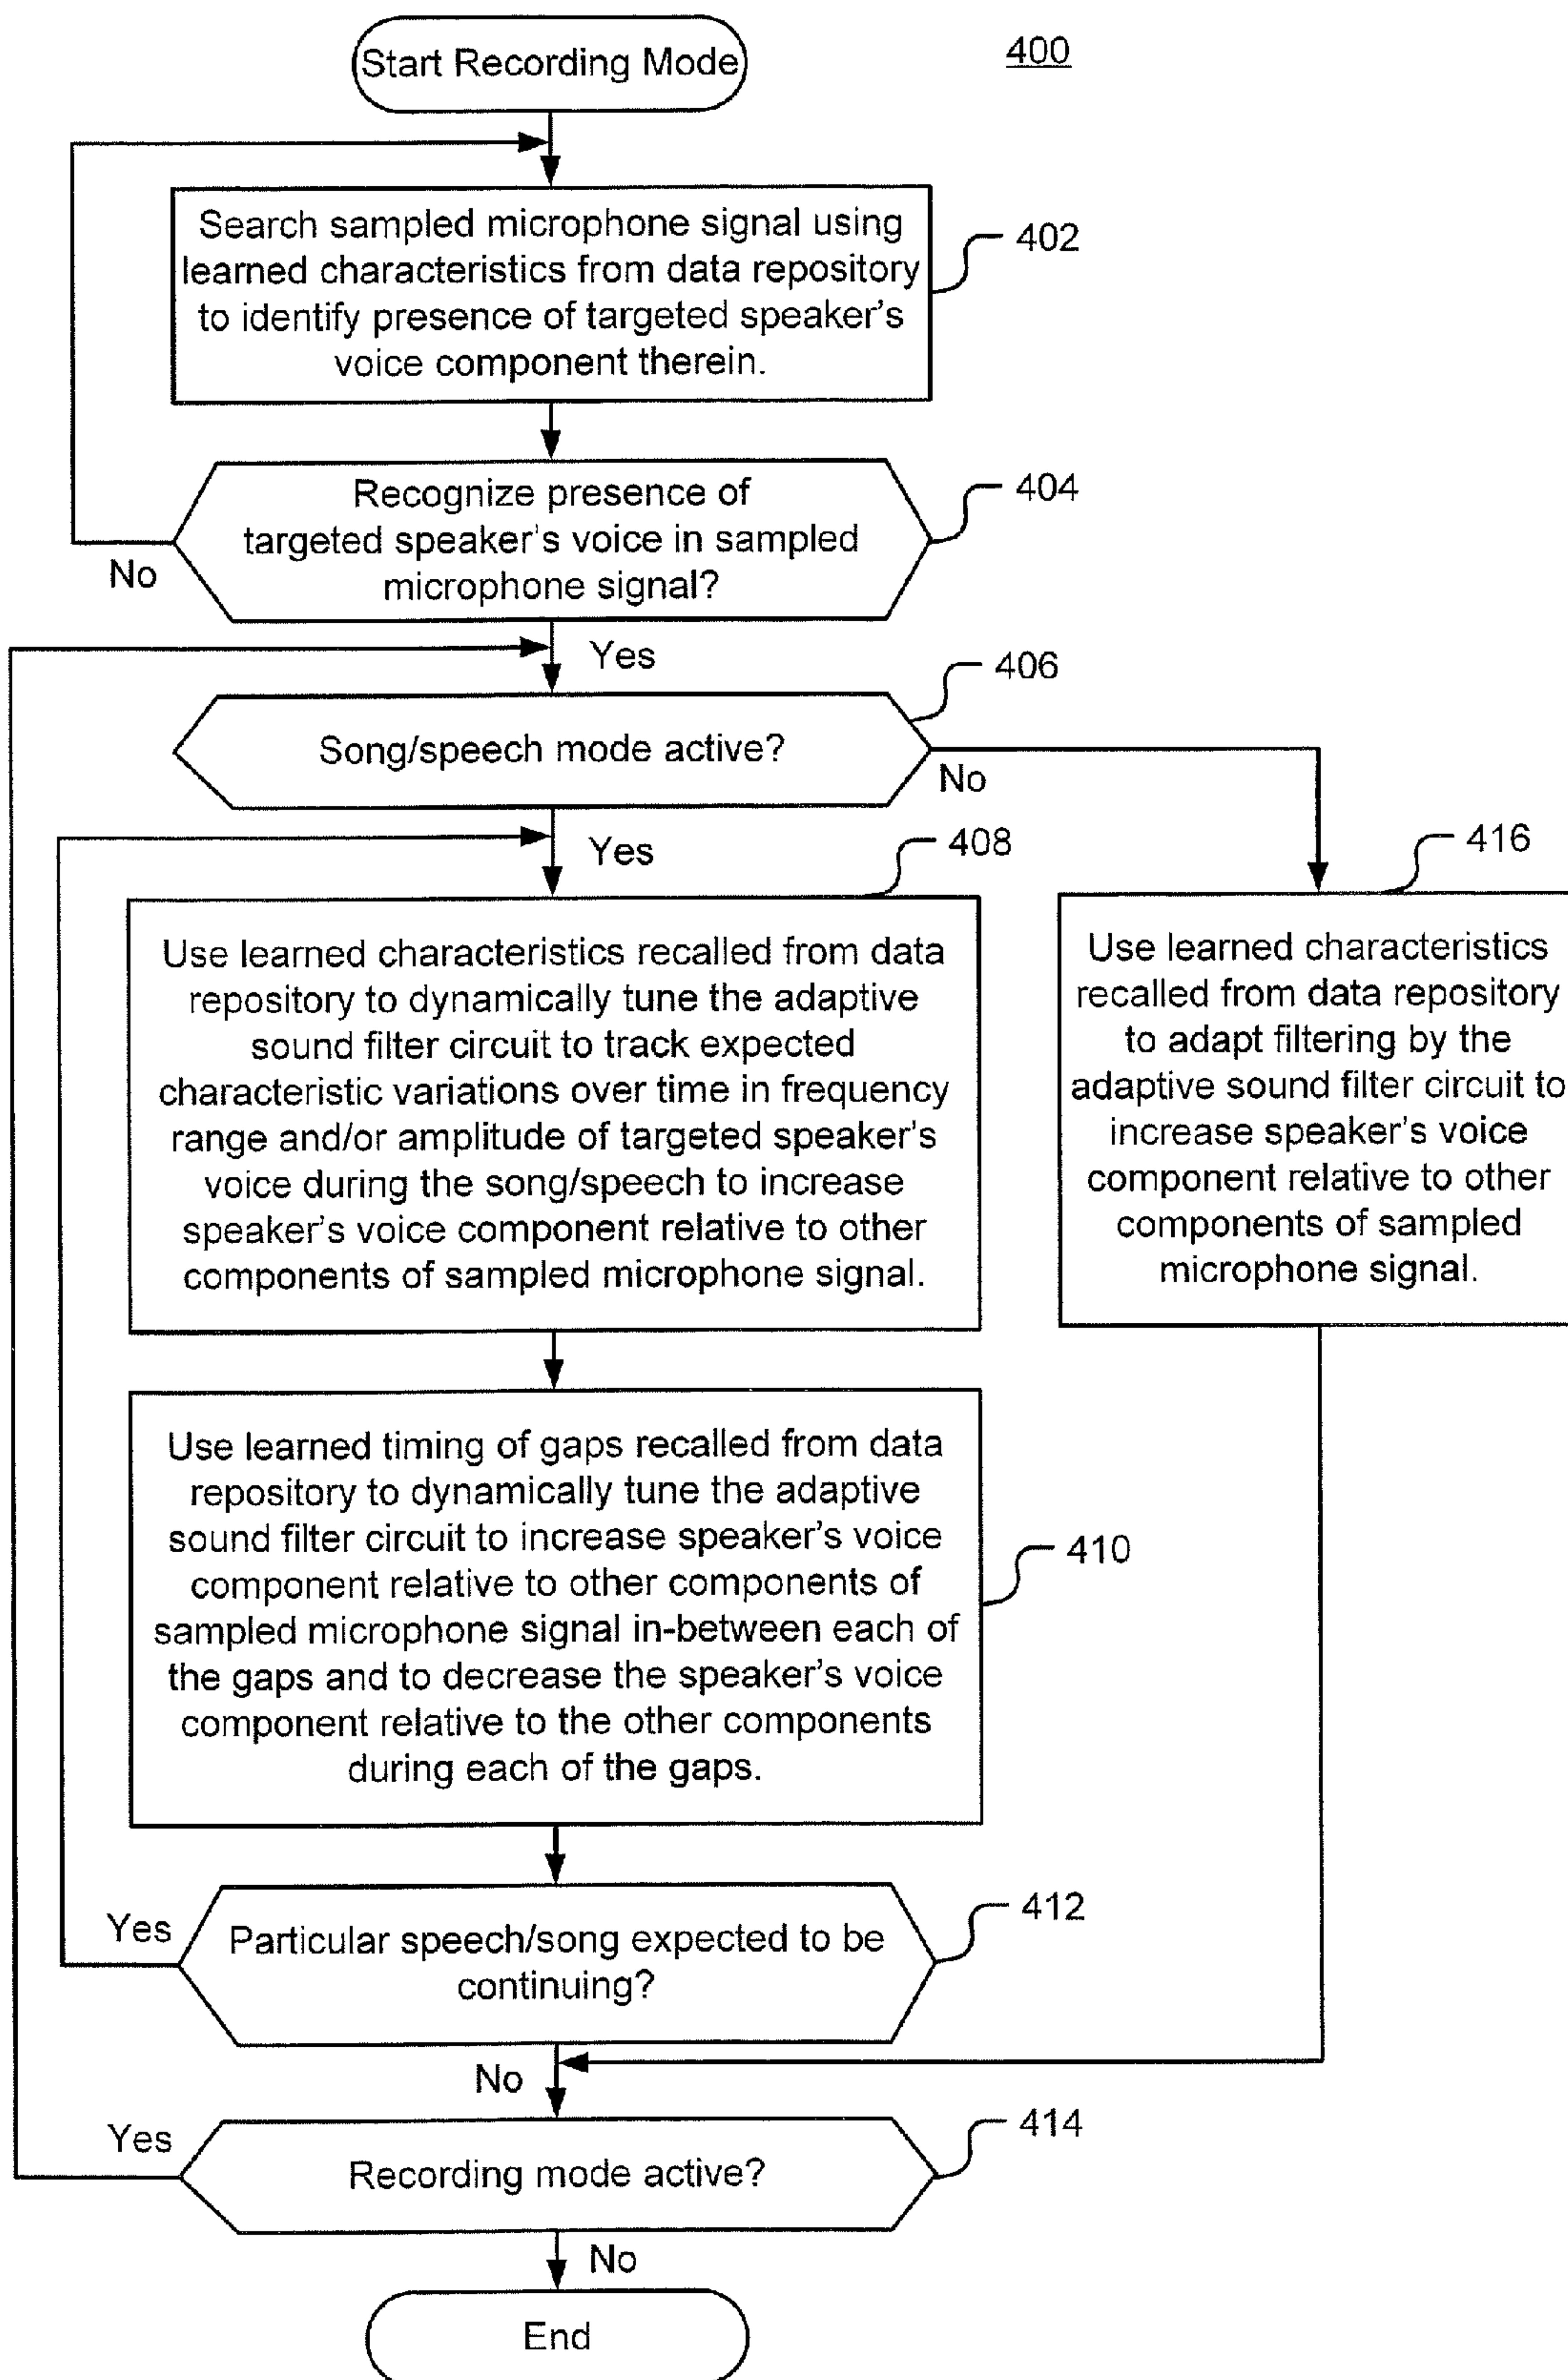 Start Recording Mode
400
Search sampled microphone signal using
learned characteristics from data repository
to identify presence of targeted speaker's
voice component therein.
402
Recognize presence of
targeted speaker's voice in sampled
microphone signal?
404
No
Yes
406
Song/speech mode active?
No
Yes
408
416
Use learned characteristics recalled from data
repository to dynamically tune the adaptive
sound filter circuit to track expected
characteristic variations over time in frequency
range and/or amplitude of targeted speaker's
voice during the song/speech to increase
speaker's voice component relative to other
components of sampled microphone signal.
Use learned characteristics
recalled from data repository
to adapt filtering by the
adaptive sound filter circuit to
increase speaker's voice
component relative to other
components of sampled
microphone signal.
Use learned timing of gaps recalled from data
repository to dynamically tune the adaptive
sound filter circuit to increase speaker's voice
component relative to other components of
sampled microphone signal in-between each of
the gaps and to decrease the speaker's voice
component relative to the other components
during each of the gaps.
410
Yes
Particular speech/song expected to be
continuing?
412
No
Yes
Recording mode active?
414
No
End